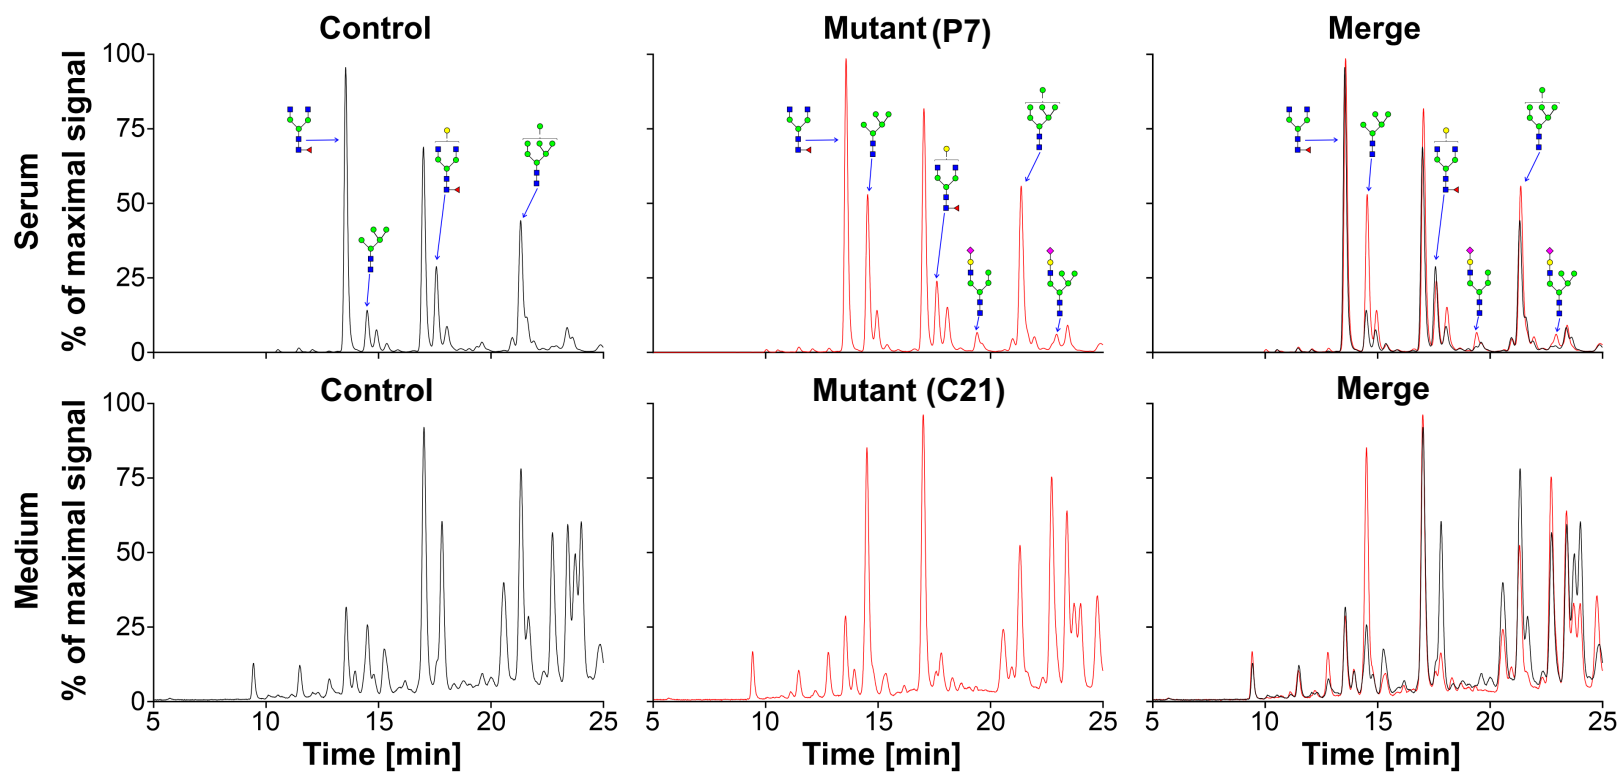 Control
Mutant (P7)
Merge
Serum
% of maximal signal
100
75
50
25
0
Control
Mutant (C21)
Merge
Medium
% of maximal signal
100
75
50
25
0
5 10 15 20 25
5 10 15 20 25
5 10 15 20 25
Time [min]
Time [min]
Time [min]